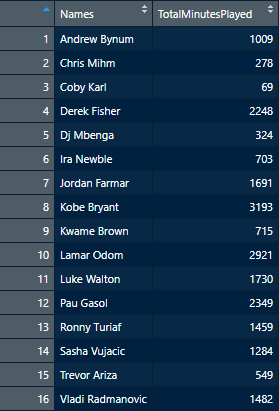 Names TotalMinutesPlayed
1 Andrew Bynum 1009
2 Chris Mihm 278
3 Coby Karl 69
4 Derek Fisher 2248
5 Dj Mbenga 324
6 Ira Newble 703
7 Jordan Farmar 1691
8 Kobe Bryant 3193
9 Kwame Brown 715
10 Lamar Odom 2921
11 Luke Walton 1730
12 Pau Gasol 2349
13 Ronny Turiaf 1459
14 Sasha Vujacic 1284
15 Trevor Ariza 549
16 Vladi Radmanovic 1482